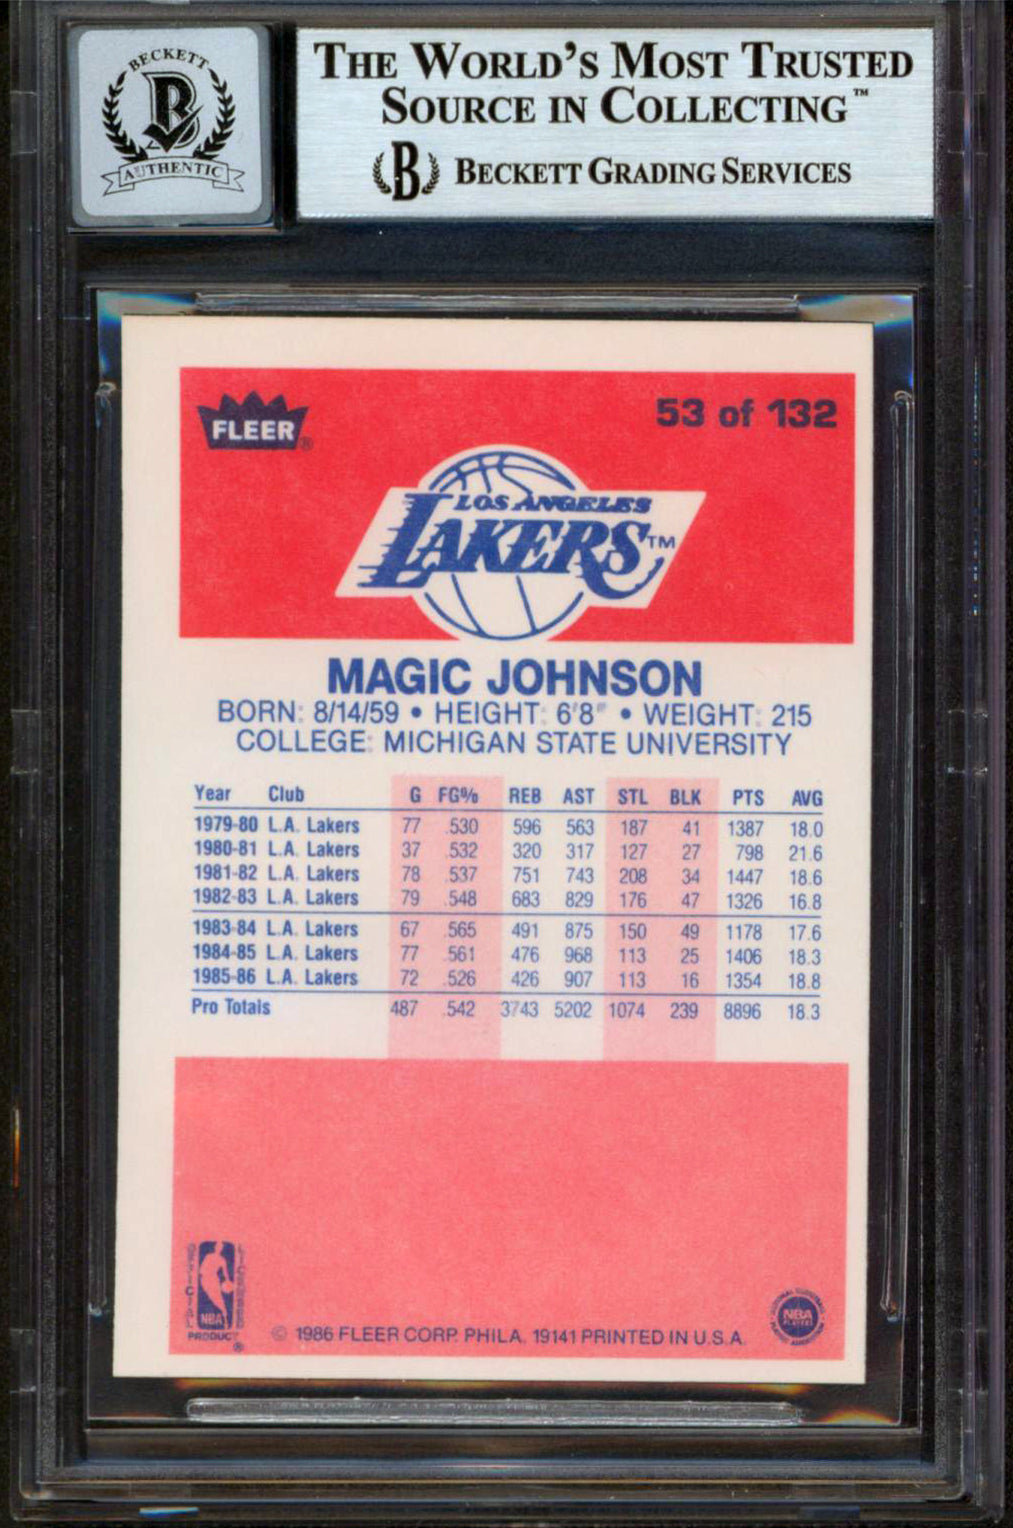 BECKETT
B
AUTHENTIC
THE WORLD'S MOST TRUSTED
SOURCE IN COLLECTING™
B BECKETT GRADING SERVICES
FLEER®
53 of 132
LOS ANGELES
LAKERS™
MAGIC JOHNSON
BORN: 8/14/59 • HEIGHT: 6'8" • WEIGHT: 215
COLLEGE: MICHIGAN STATE UNIVERSITY
Year Club G FG% REB AST STL BLK PTS AVG
1979-80 L.A. Lakers 77 .530 596 563 187 41 1387 18.0
1980-81 L.A. Lakers 37 .532 320 317 127 27 798 21.6
1981-82 L.A. Lakers 78 .537 751 743 208 34 1447 18.6
1982-83 L.A. Lakers 79 .548 683 829 176 47 1326 16.8
1983-84 L.A. Lakers 67 .565 491 875 150 49 1178 17.6
1984-85 L.A. Lakers 77 .561 476 968 113 25 1406 18.3
1985-86 L.A. Lakers 72 .526 426 907 113 16 1354 18.8
Pro Totals 487 .542 3743 5202 1074 239 8896 18.3
OFFICIAL LICENSED
NBA
PRODUCT®
© 1986 FLEER CORP. PHILA. 19141 PRINTED IN U.S.A.
NBA
PLAYERS